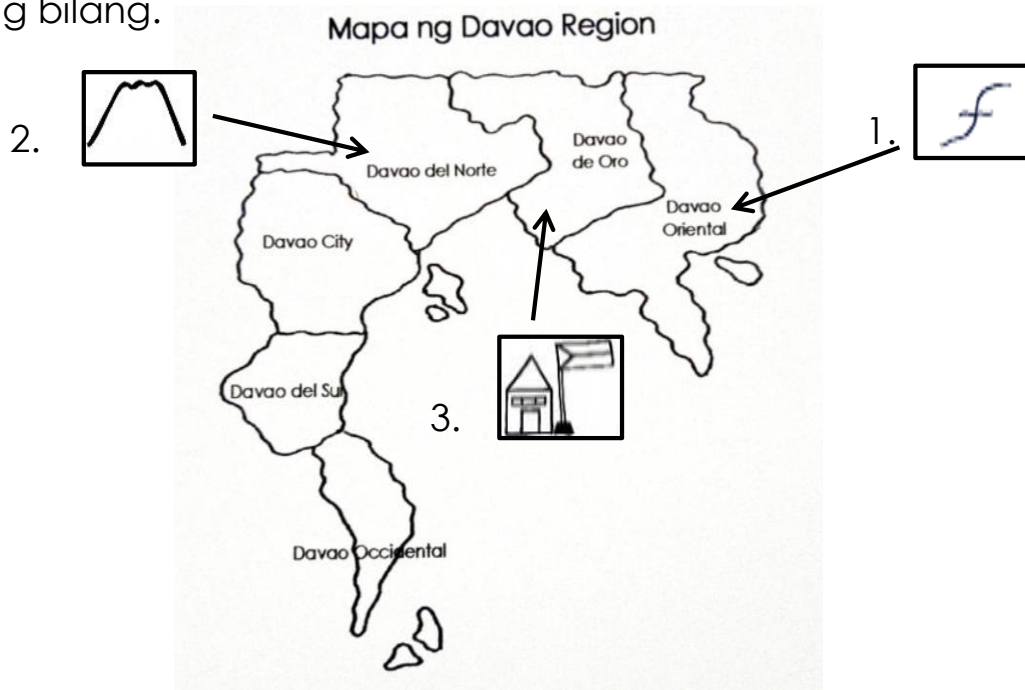 g bilang.
Mapa ng Davao Region
2.
1.
Davao del Norte
Davao
de Oro
Davao
Oriental
Davao City
3.
Davao del Sur
Davao Occidental